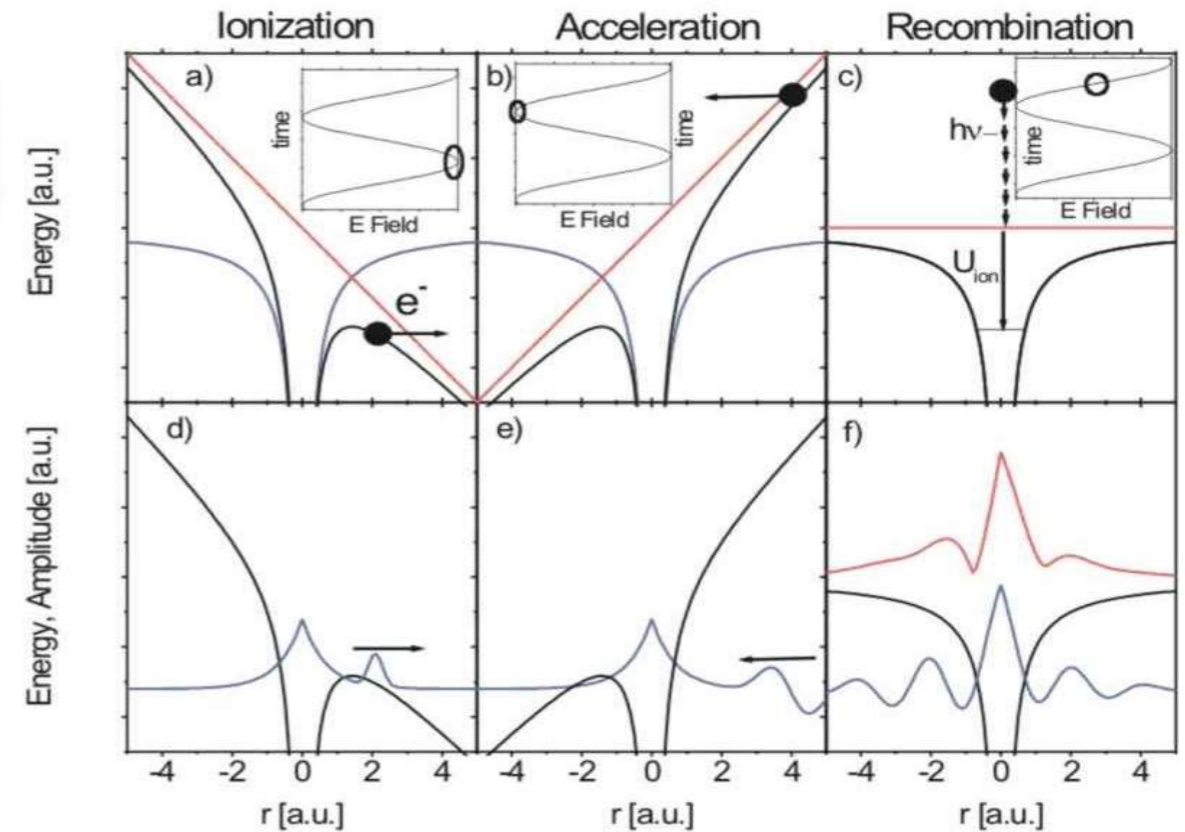 Ionization
Acceleration
Recombination
Energy [a.u.]
a)
time
E Field
e-
b)
time
E Field
c)
hν
time
E Field
Uion
Energy, Amplitude [a.u.]
d)
e)
f)
-4 -2 0 2 4
-4 -2 0 2 4
-4 -2 0 2 4
r [a.u.]
r [a.u.]
r [a.u.]